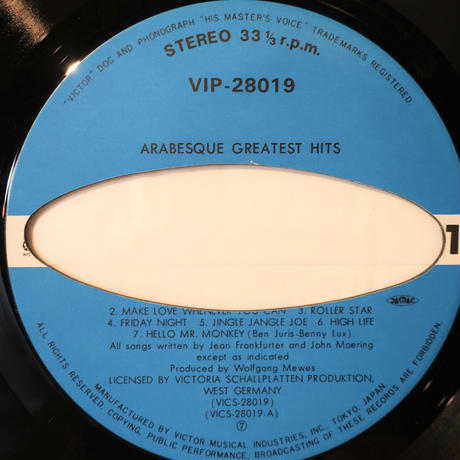 "VICTOR" DOG AND PHONOGRAPH "HIS MASTER'S VOICE" TRADEMARKS REGISTERED.
STEREO 33 1/3 r.p.m.
VIP-28019
ARABESQUE GREATEST HITS
1
JASRAC
2. MAKE LOVE WHENEVER YOU CAN 3. ROLLER STAR
4. FRIDAY NIGHT 5. JINGLE JANGLE JOE 6. HIGH LIFE
7. HELLO MR. MONKEY (Ben Juris-Benny Lux)
All songs written by Jean Frankfurter and John Moering
except as indicated
Produced by Wolfgang Mewes
LICENSED BY VICTORIA SCHALLPLATTEN PRODUKTION,
WEST GERMANY
(VICS-28019)
(VICS-28019-A)
⑦
MANUFACTURED BY VICTOR MUSICAL INDUSTRIES, INC., TOKYO, JAPAN.
ALL RIGHTS RESERVED. COPYING, PUBLIC PERFORMANCE, BROADCASTING OF THESE RECORDS ARE FORBIDDEN.